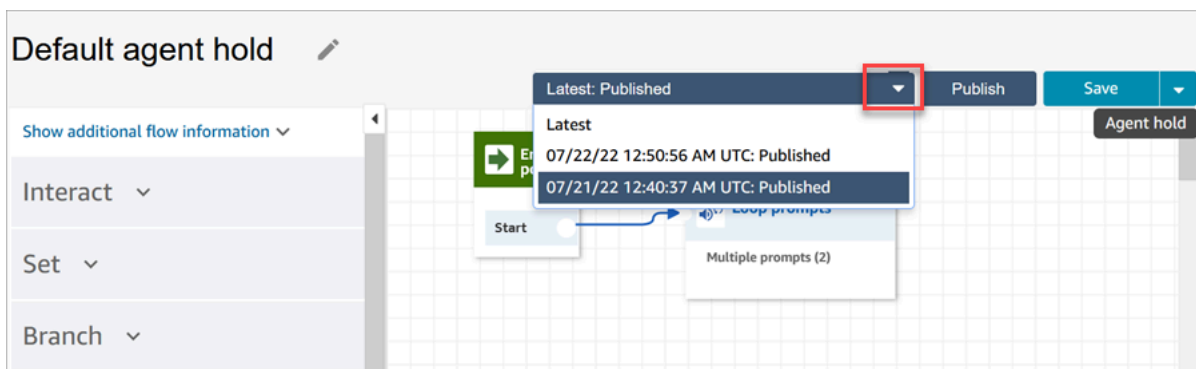 Default agent hold
Latest: Published
Publish
Save
Agent hold
Show additional flow information
Latest
07/22/22 12:50:56 AM UTC: Published
07/21/22 12:40:37 AM UTC: Published
Interact
Start
Loop prompts
Multiple prompts (2)
Set
Branch